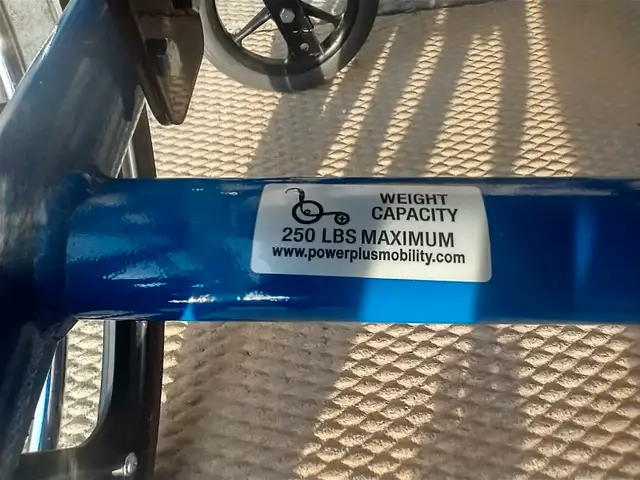 WEIGHT
CAPACITY
250 LBS MAXIMUM
www.powerplusmobility.com